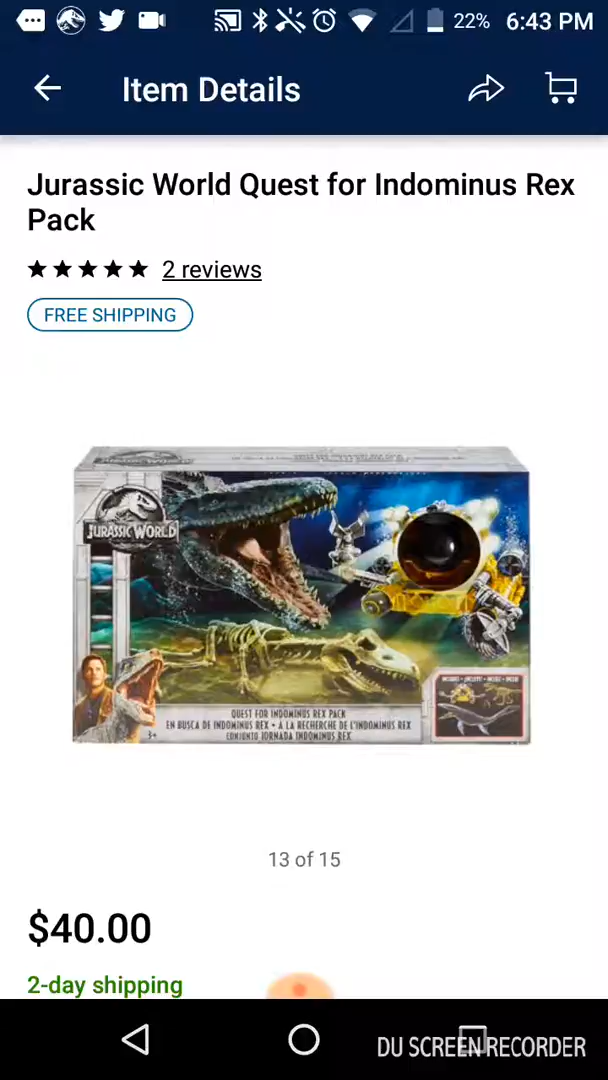 22% 6:43 PM
Item Details
Jurassic World Quest for Indominus Rex
Pack
2 reviews
FREE SHIPPING
JURASSIC WORLD
QUEST FOR INDOMINUS REX PACK
EN BUSCA DE INDOMINUS REX • À LA RECHERCHE DE L'INDOMINUS REX
CONJUNTO JORNADA INDOMINUS REX
3+
13 of 15
$40.00
2-day shipping
DU SCREEN RECORDER